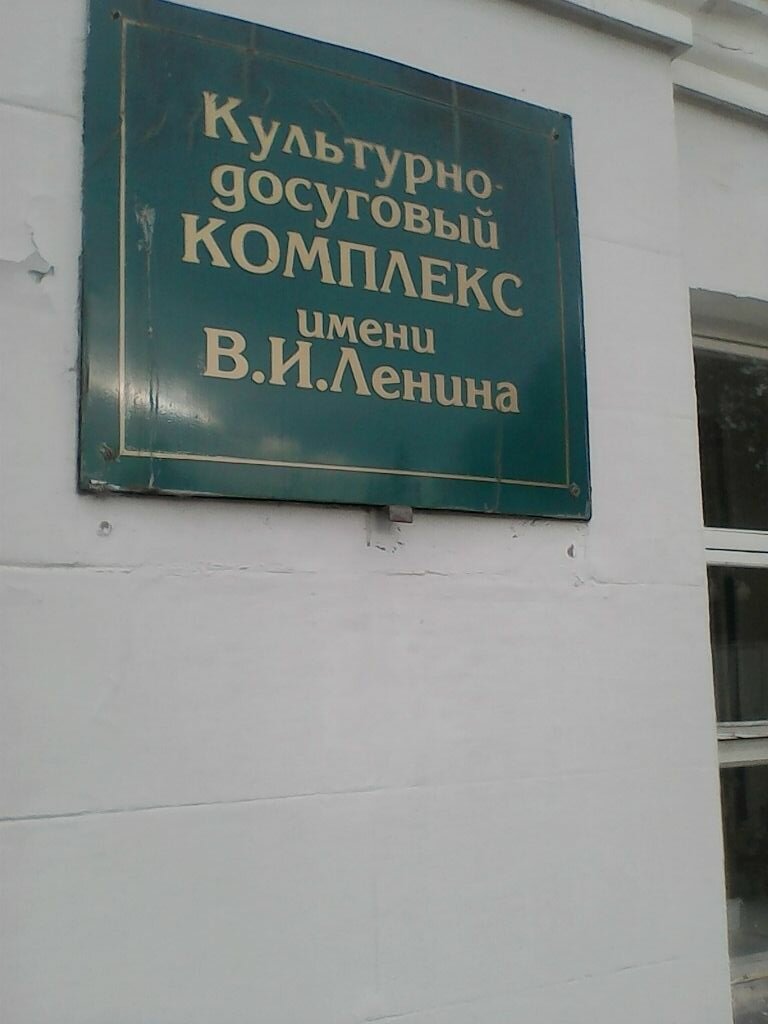 Культурно-
досуговый
КОМПЛЕКС
имени
В.И.Ленина